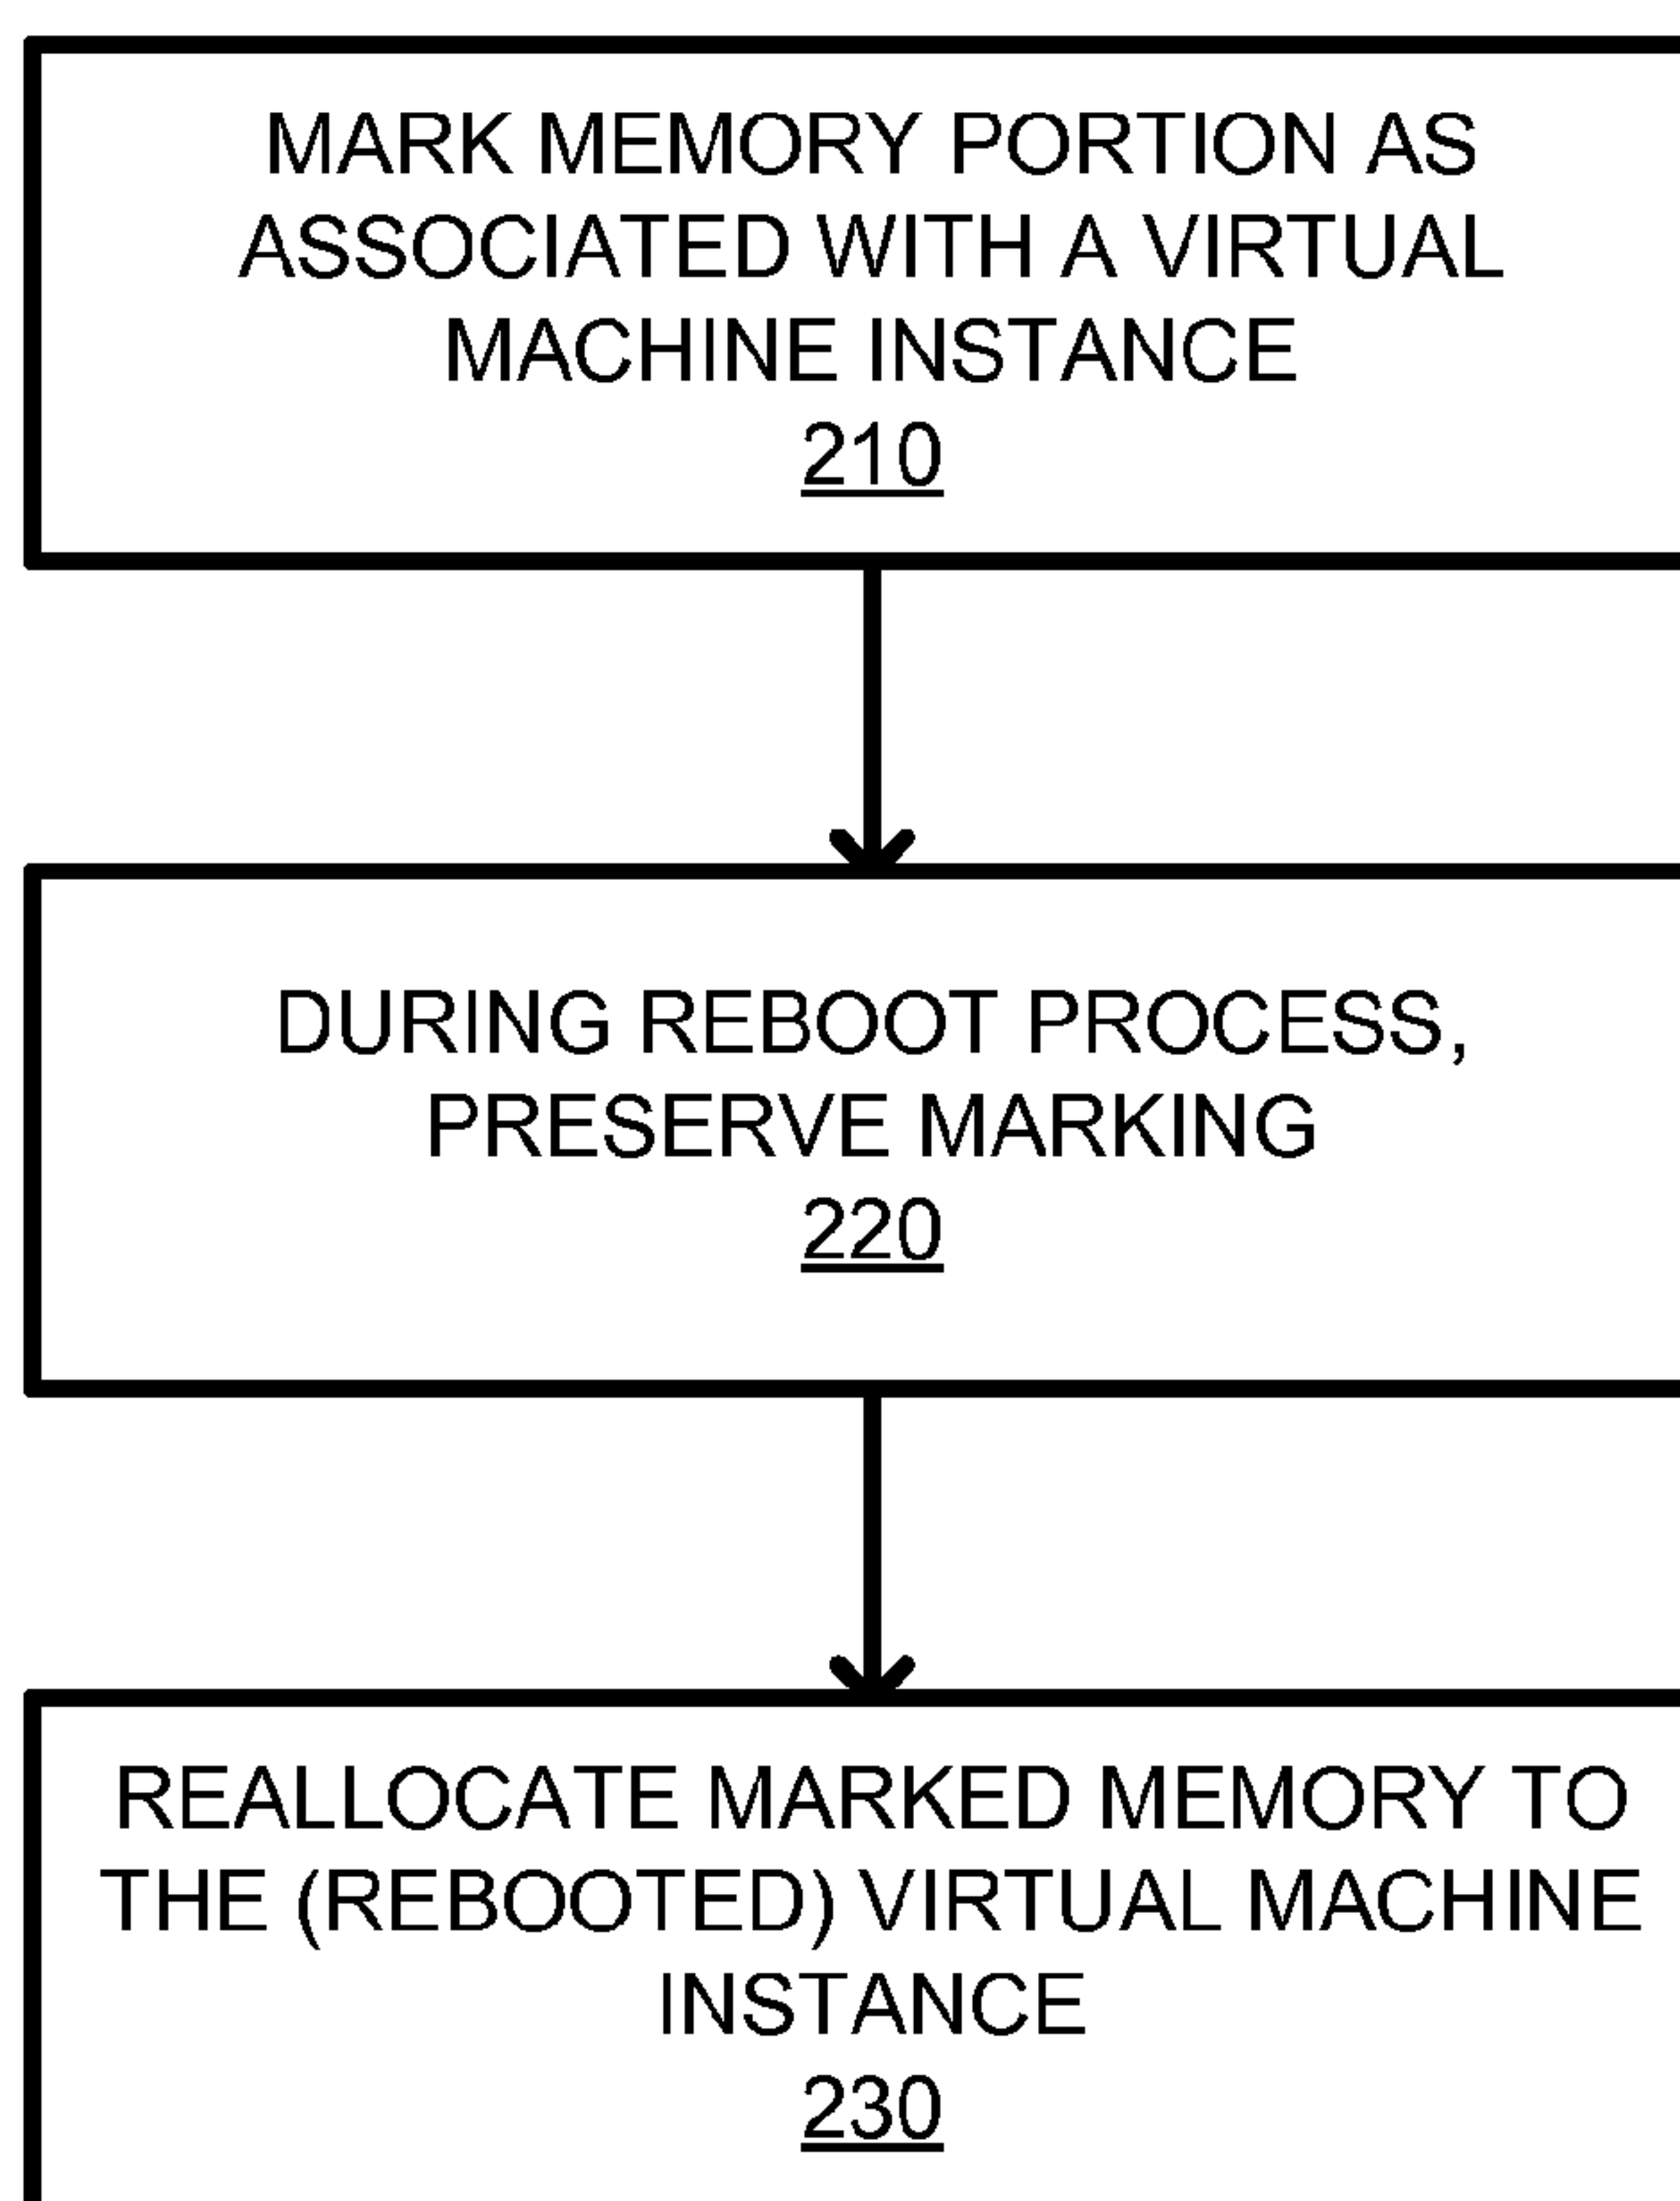 MARK MEMORY PORTION AS
ASSOCIATED WITH A VIRTUAL
MACHINE INSTANCE
210
DURING REBOOT PROCESS,
PRESERVE MARKING
220
REALLOCATE MARKED MEMORY TO
THE (REBOOTED) VIRTUAL MACHINE
INSTANCE
230